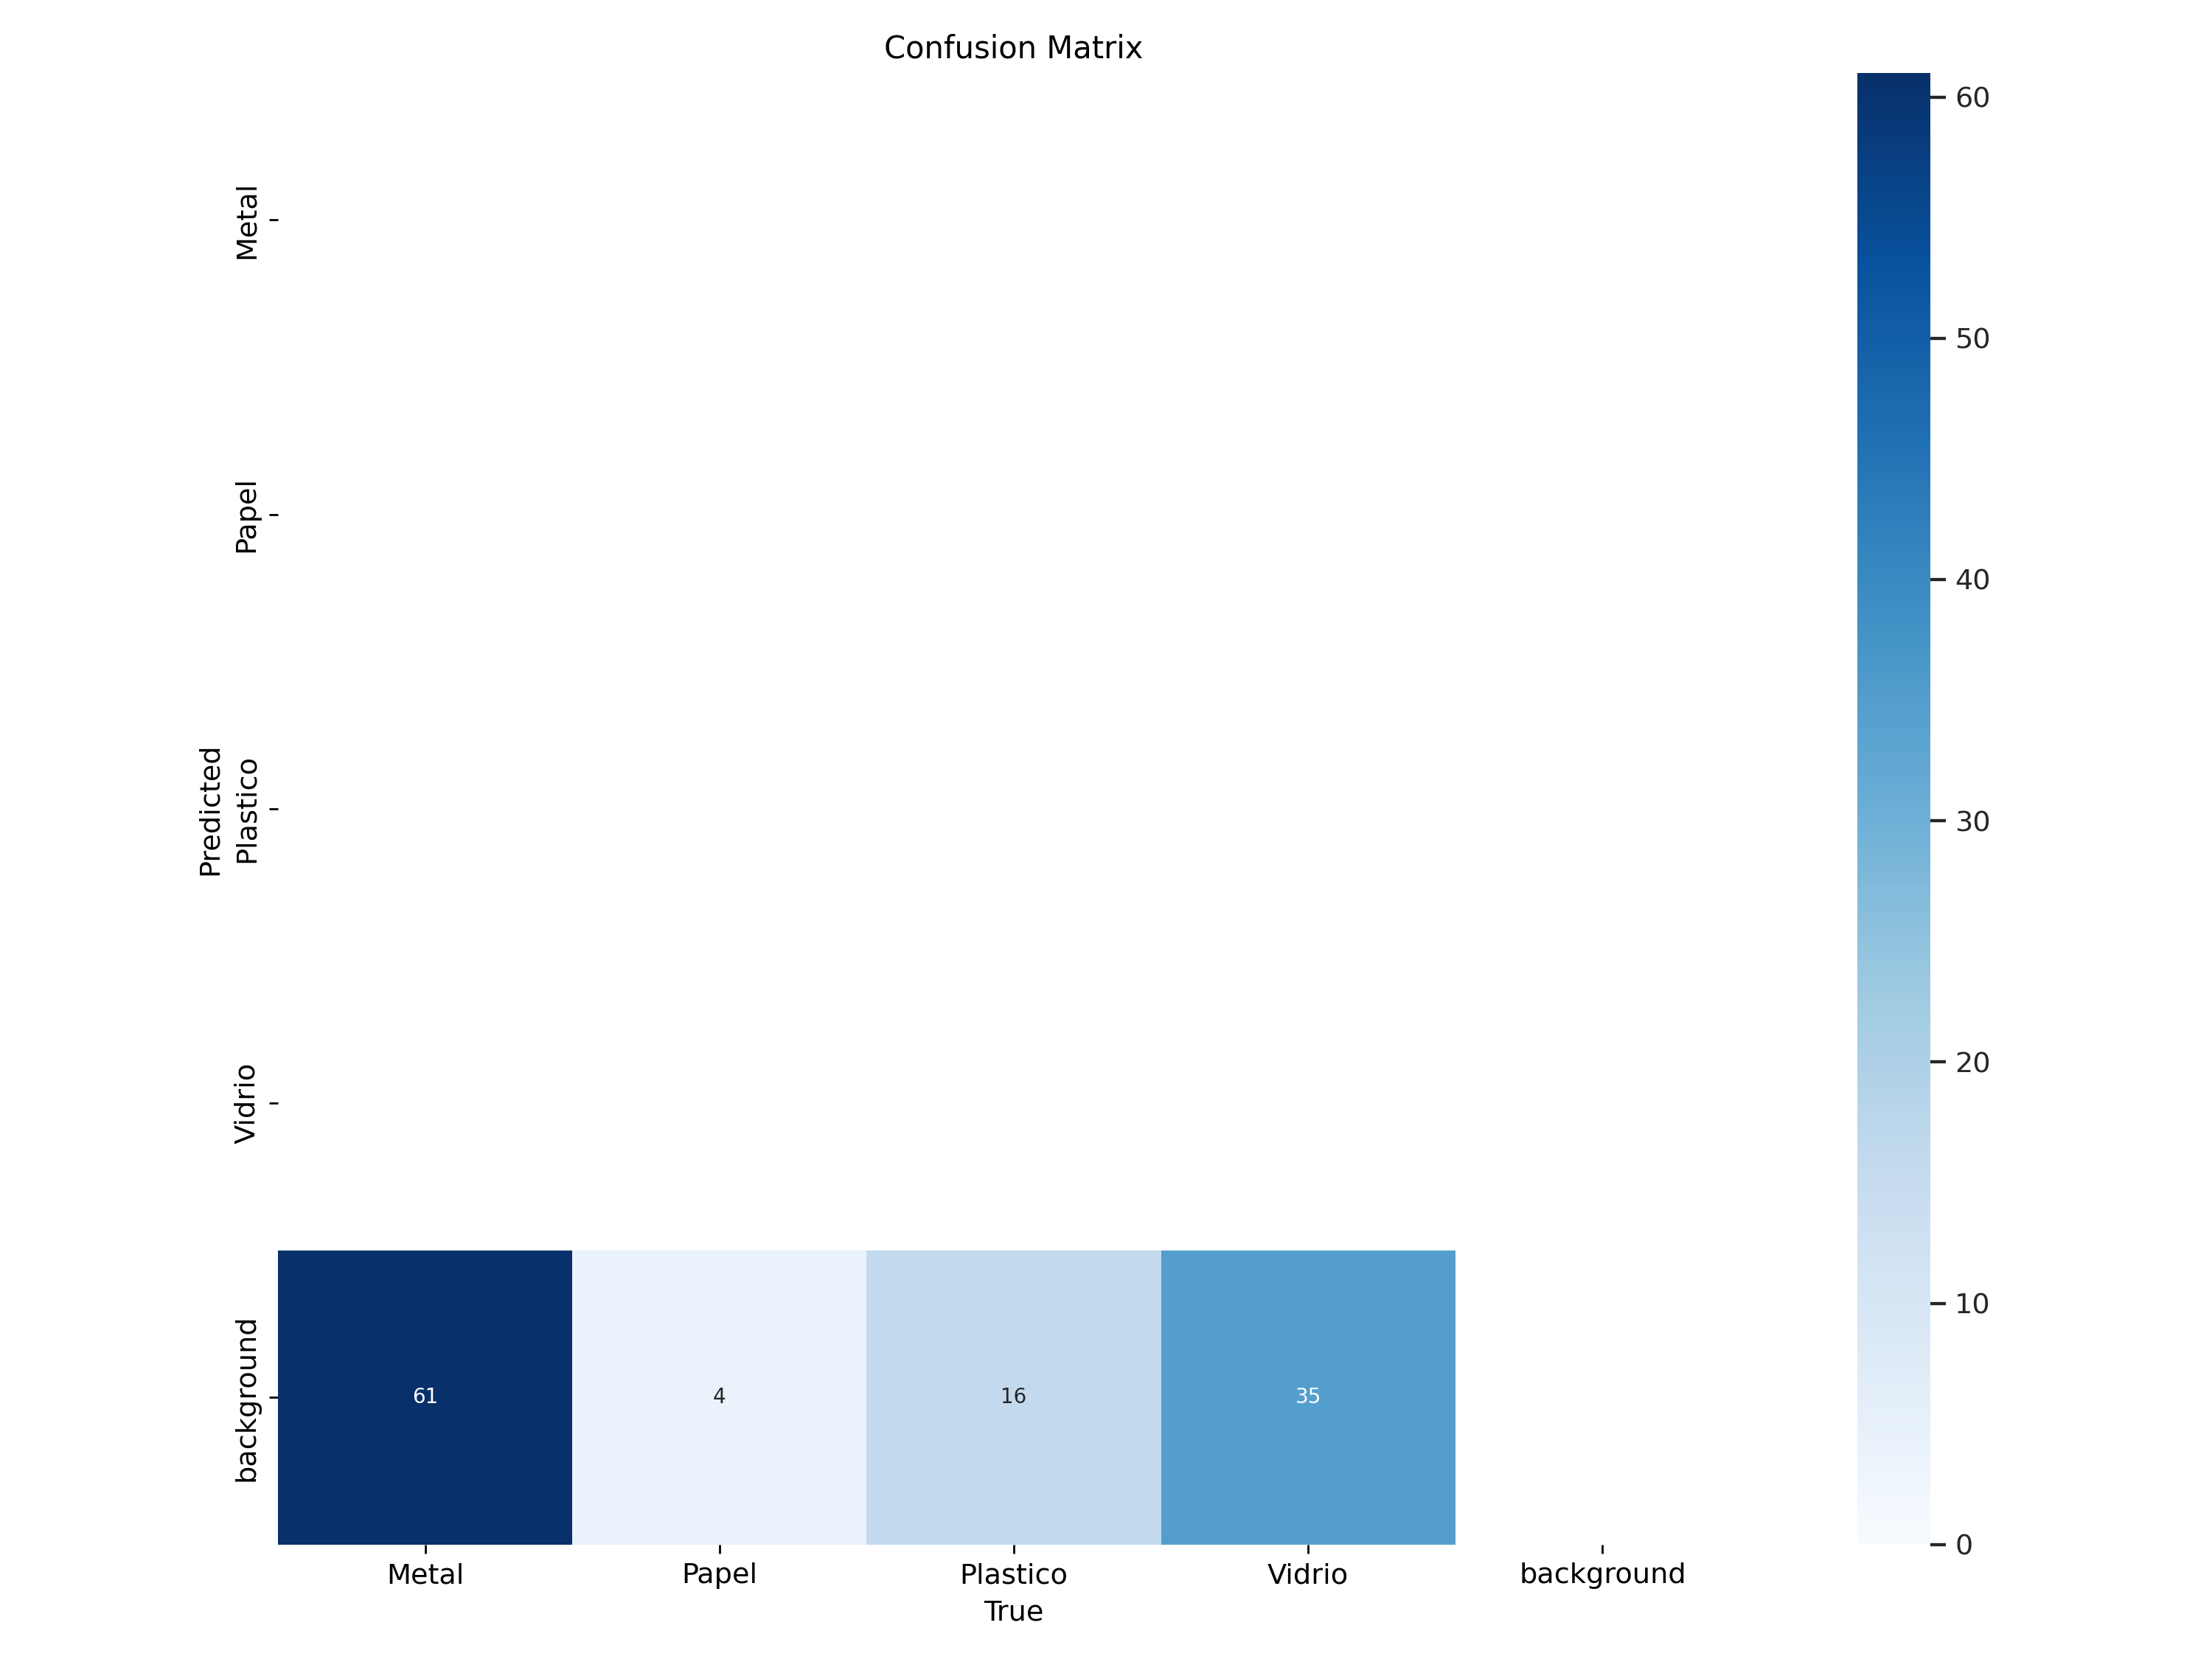 Confusion Matrix
Predicted
Metal
Papel
Plastico
Vidrio
background
61 4 16 35
Metal Papel Plastico Vidrio background
True
60
50
40
30
20
10
0